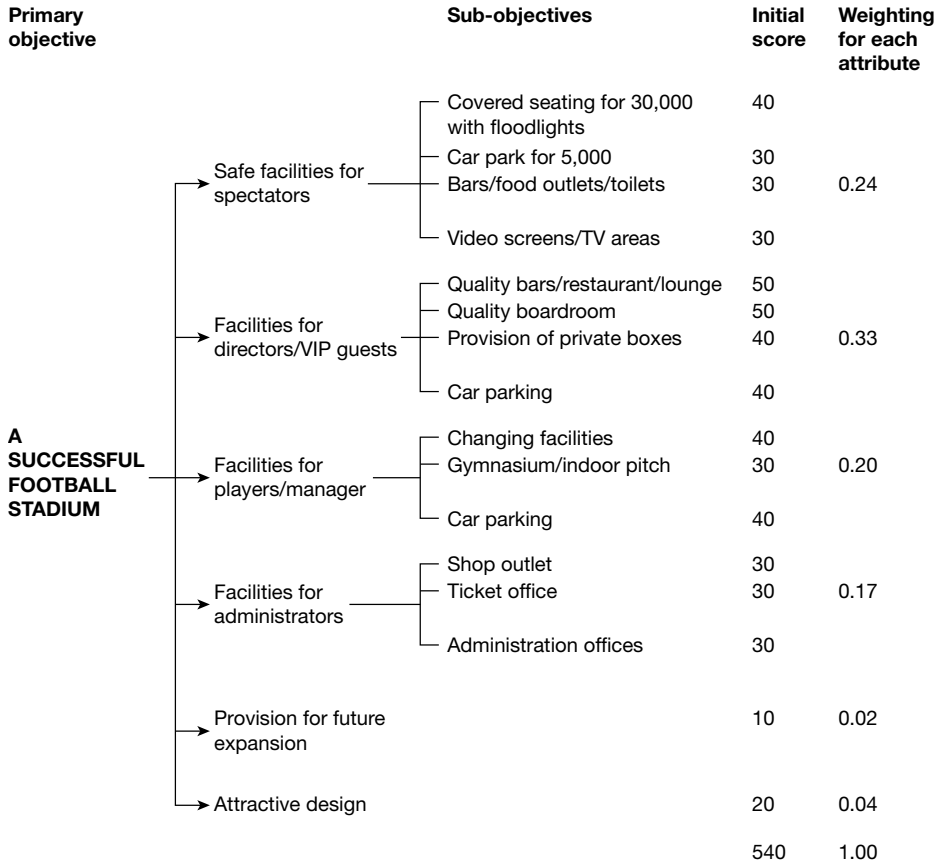 Primary
objective
Sub-objectives
Initial
score
Weighting
for each
attribute
Covered seating for 30,000
with floodlights
40
Car park for 5,000
30
Safe facilities for
spectators
Bars/food outlets/toilets
30
0.24
Video screens/TV areas
30
Quality bars/restaurant/lounge
50
Quality boardroom
50
Facilities for
directors/VIP guests
Provision of private boxes
40
0.33
Car parking
40
A
SUCCESSFUL
FOOTBALL
STADIUM
Changing facilities
40
Facilities for
players/manager
Gymnasium/indoor pitch
30
0.20
Car parking
40
Shop outlet
30
Facilities for
administrators
Ticket office
30
0.17
Administration offices
30
Provision for future
expansion
10
0.02
Attractive design
20
0.04
540
1.00